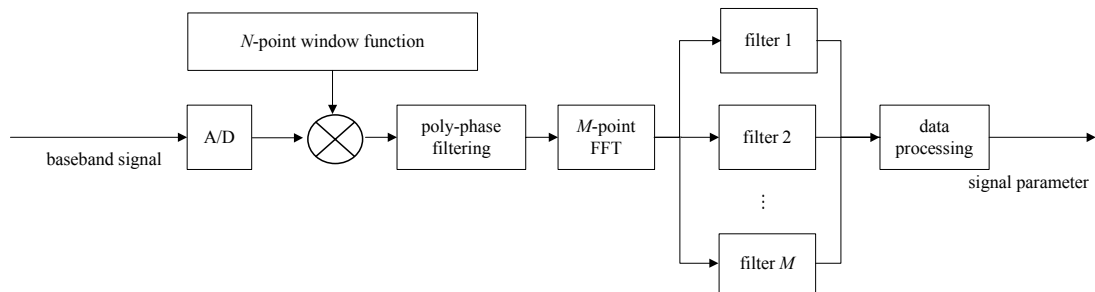 N-point window function
filter 1
baseband signal
A/D
poly-phase
filtering
M-point
FFT
filter 2
data
processing
signal parameter
⋮
filter M